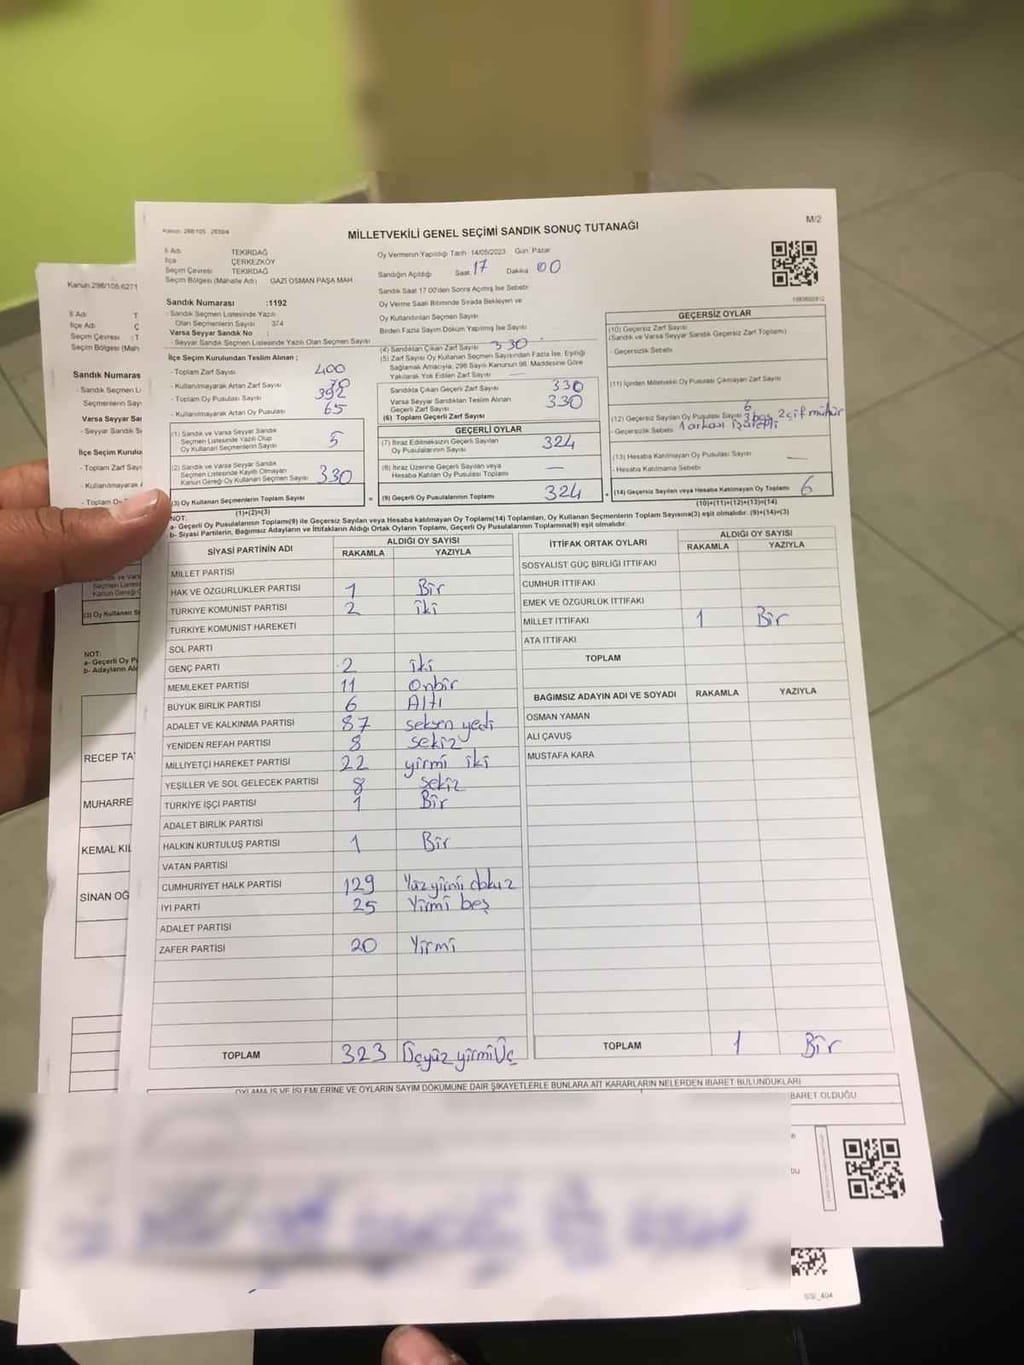 M/2
Kanun: 298/105 - 2839/4
MİLLETVEKİLİ GENEL SEÇİMİ SANDIK SONUÇ TUTANAĞI
İl Adı TEKİRDAĞ
İlçe ÇERKEZKÖY
Seçim Çevresi TEKİRDAĞ
Seçim Bölgesi (Mahalle Adı) GAZİ OSMAN PAŞA MAH
Sandık Numarası :1192
- Sandık Seçmen Listesinde Yazılı
Olan Seçmenlerin Sayısı 374
Varsa Seyyar Sandık No :
- Seyyar Sandık Seçmen Listesinde Yazılı Olan Seçmen Sayısı
İlçe Seçim Kurulundan Teslim Alınan ;
- Toplam Zarf Sayısı 400
- Kullanılmayarak Artan Zarf Sayısı 70
- Toplam Oy Pusulası Sayısı 392
- Kullanılmayarak Artan Oy Pusulası 65
(1) Sandık ve Varsa Seyyar Sandık
Seçmen Listesinde Yazılı Olup
Oy Kullanan Seçmenlerin Sayısı 5
(2) Sandık ve Varsa Seyyar Sandık
Seçmen Listesinde Kayıtlı Olmayan
Kanun Gereği Oy Kullanan Seçmen Sayısı 330
(3) Oy Kullanan Seçmenlerin Toplam Sayısı =
(1)+(2)=(3)
Oy Vermenin Yapıldığı Tarih 14/05/2023 Gün Pazar
Sandığın Açıldığı Saat 17 Dakika 00
Sandık Saat 17.00'den Sonra Açılmış İse Sebebi
Oy Verme Saati Bitiminde Sırada Bekleyen ve
Oy Kullandırılan Seçmen Sayısı
Birden Fazla Sayım Döküm Yapılmış İse Sayısı
(4) Sandıktan Çıkan Zarf Sayısı 330
(5) Zarf Sayısı Oy Kullanan Seçmen Sayısından Fazla İse, Eşitliği
Sağlamak Amacıyla; 298 Sayılı Kanunun 98. Maddesine Göre
Yakılarak Yok Edilen Zarf Sayısı —
Sandıkta Çıkan Geçerli Zarf Sayısı 330
Varsa Seyyar Sandıktan Teslim Alınan
Geçerli Zarf Sayısı 330
(6) Toplam Geçerli Zarf Sayısı
GEÇERLİ OYLAR
(7) İtiraz Edilmeksizin Geçerli Sayılan
Oy Pusulalarının Sayısı 324
(8) İtiraz Üzerine Geçerli Sayılan veya
Hesaba Katılan Oy Pusulası Toplamı —
(9) Geçerli Oy Pusulalarının Toplamı 324
GEÇERSİZ OYLAR
(10) Geçersiz Zarf Sayısı
(Sandık ve Varsa Seyyar Sandık Geçersiz Zarf Toplamı)
- Geçersizlik Sebebi
(11) İçinden Milletvekili Oy Pusulası Çıkmayan Zarf Sayısı
(12) Geçersiz Sayılan Oy Pusulası Sayısı 6
- Geçersizlik Sebebi 3 boş 2 çift mühür
1 arkası işaretli
(13) Hesaba Katılmayan Oy Pusulası Sayısı —
- Hesaba Katılmama Sebebi
(14) Geçersiz Sayılan veya Hesaba Katılmayan Oy Toplamı 6
(10)+(11)+(12)+(13)=(14)
NOT:
a- Geçerli Oy Pusulalarının Toplamı(9) ile Geçersiz Sayılan veya Hesaba katılmayan Oy Toplamı(14) Toplamları, Oy Kullanan Seçmenlerin Toplam Sayısına(3) eşit olmalıdır. (9)+(14)=(3)
b- Siyasi Partilerin, Bağımsız Adayların ve İttifakların Aldığı Ortak Oyların Toplamı, Geçerli Oy Pusulalarının Toplamına(9) eşit olmalıdır.
SİYASİ PARTİNİN ADI ALDIĞI OY SAYISI
RAKAMLA YAZIYLA
MİLLET PARTİSİ
HAK VE ÖZGÜRLÜKLER PARTİSİ 1 Bir
TÜRKİYE KOMÜNİST PARTİSİ 2 iki
TÜRKİYE KOMÜNİST HAREKETİ
SOL PARTİ
GENÇ PARTİ 2 iki
MEMLEKET PARTİSİ 11 Onbir
BÜYÜK BİRLİK PARTİSİ 6 Altı
ADALET VE KALKINMA PARTİSİ 87 seksen yedi
YENİDEN REFAH PARTİSİ 8 sekiz
MİLLİYETÇİ HAREKET PARTİSİ 22 yirmi iki
YEŞİLLER VE SOL GELECEK PARTİSİ 8 sekiz
TÜRKİYE İŞÇİ PARTİSİ 1 Bir
ADALET BİRLİK PARTİSİ
HALKIN KURTULUŞ PARTİSİ 1 Bir
VATAN PARTİSİ
CUMHURİYET HALK PARTİSİ 129 Yüz yirmi dokuz
İYİ PARTİ 25 Yirmi beş
ADALET PARTİSİ
ZAFER PARTİSİ 20 Yirmi
TOPLAM 323 Üçyüz yirmi Üç
İTTİFAK ORTAK OYLARI ALDIĞI OY SAYISI
RAKAMLA YAZIYLA
SOSYALİST GÜÇ BİRLİĞİ İTTİFAKI
CUMHUR İTTİFAKI
EMEK VE ÖZGÜRLÜK İTTİFAKI
MİLLET İTTİFAKI 1 Bir
ATA İTTİFAKI
TOPLAM
BAĞIMSIZ ADAYIN ADI VE SOYADI RAKAMLA YAZIYLA
OSMAN YAMAN
ALİ ÇAVUŞ
MUSTAFA KARA
TOPLAM 1 Bir
OYLAMA İŞ VE İŞLEMLERİNE VE OYLARIN SAYIM DÖKÜMÜNE DAİR ŞİKAYETLERLE BUNLARA AİT KARARLARIN NELERDEN İBARET BULUNDUKLARI
BARET OLDUĞU
Kanun:298/105;6271
İl Adı T
İlçe Adı Ç
Seçim Çevresi : T
Seçim Bölgesi (Mah
Sandık Numaras
- Sandık Seçmen L
Seçmenlerin Sayıs
Varsa Seyyar Sa
- Seyyar Sandık S
İlçe Seçim Kurulu
- Toplam Zarf Sayı
- Kullanılmayarak A
- Toplam O
(3) Oy Kullanan S
NOT:
a- Geçerli Oy P
b- Adayların Al
RECEP TA
MUHARRE
KEMAL KIL
SİNAN OĞ